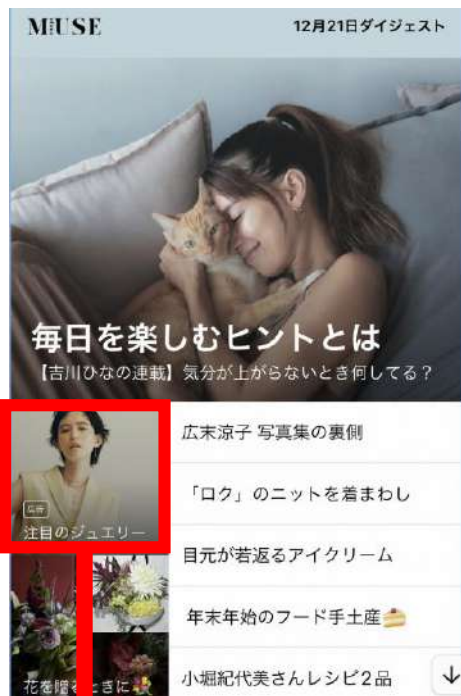 MUSE
12月21日ダイジェスト
毎日を楽しむヒントとは
【吉川ひなの連載】気分が上がらないとき何してる？
広告
注目のジュエリー
広末涼子 写真集の裏側
「ロク」のニットを着まわし
目元が若返るアイクリーム
年末年始のフード手土産🍰
花を贈るときに
小堀紀代美さんレシピ2品